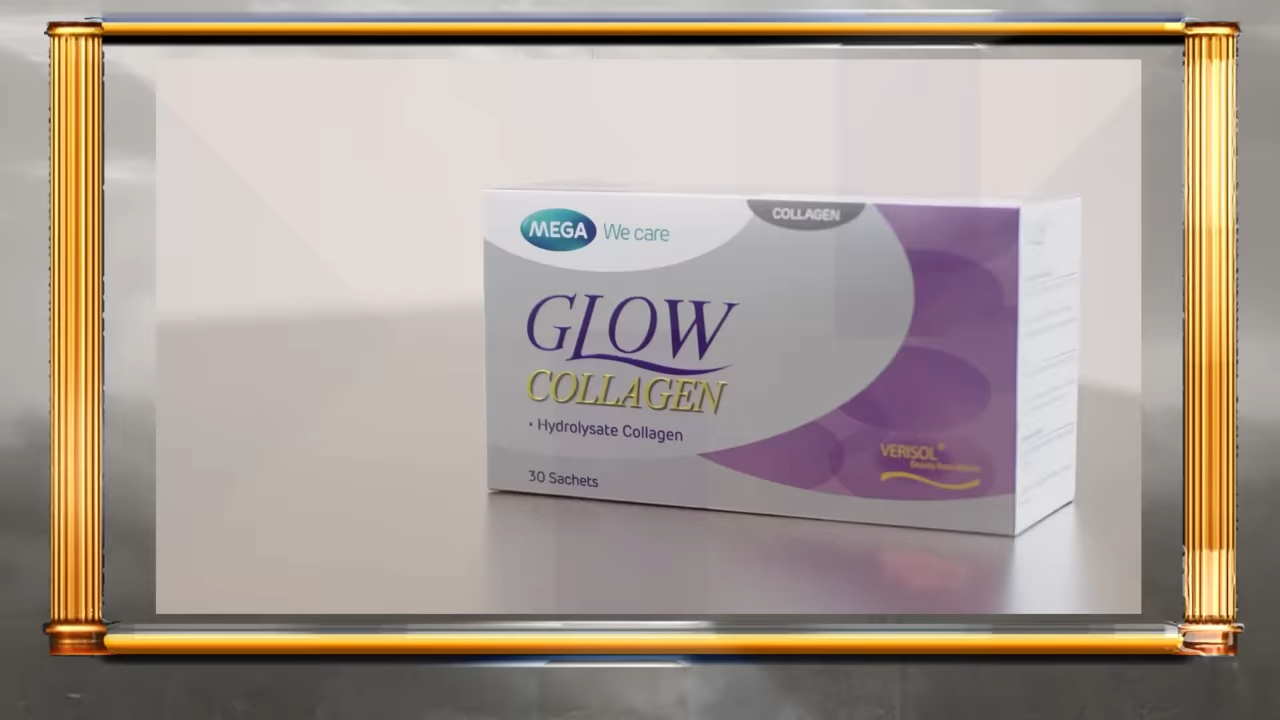 MEGA We care
COLLAGEN
GLOW
COLLAGEN
• Hydrolysate Collagen
30 Sachets
VERISOL®